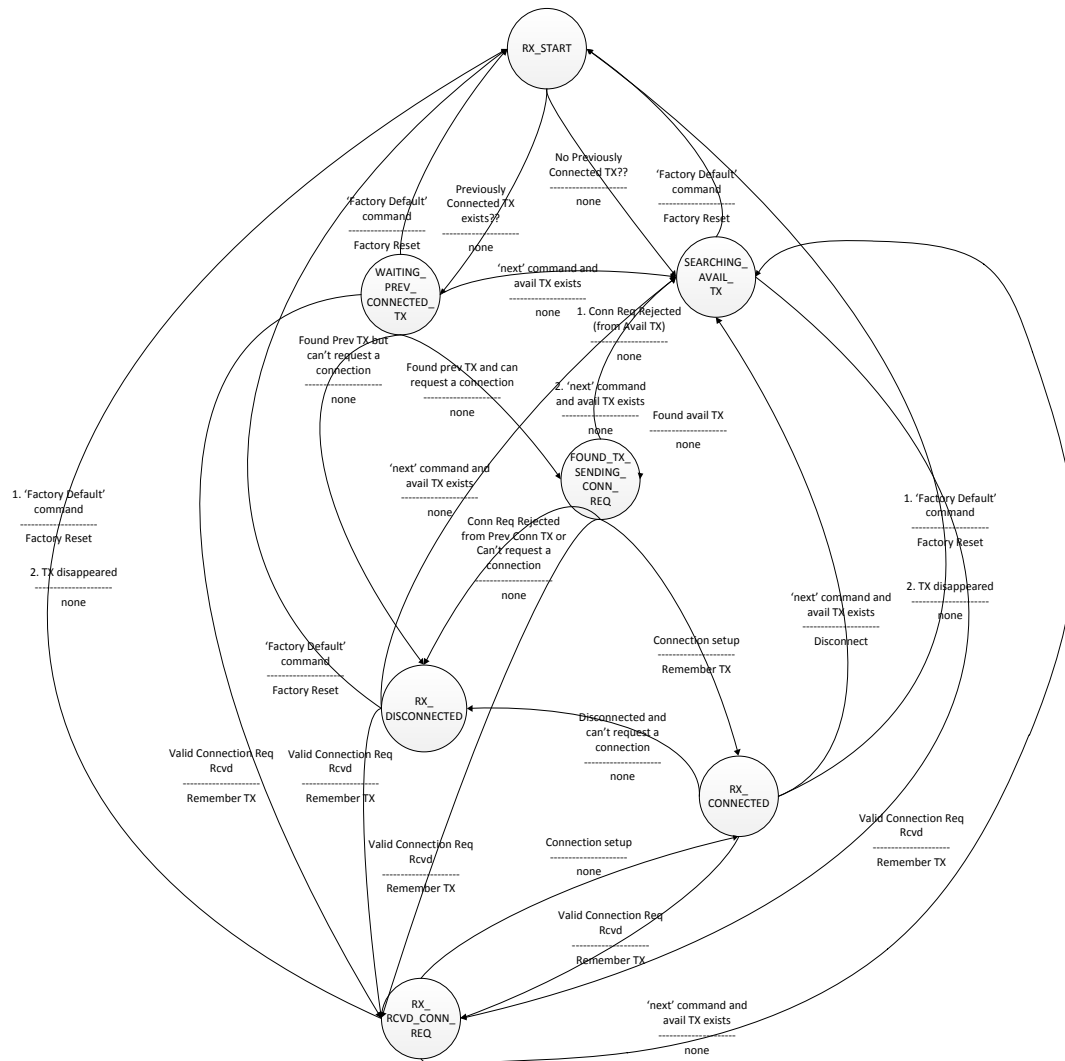 RX_START
No Previously
Connected TX??
--------------------
none
'Factory Default'
command
--------------------
Factory Reset
Previously
Connected TX
exists??
--------------------
none
'Factory Default'
command
--------------------
Factory Reset
WAITING_
PREV_
CONNECTED_
TX
'next' command and
avail TX exists
--------------------
none
SEARCHING_
AVAIL_
TX
1. Conn Req Rejected
(from Avail TX)
--------------------
none
2. 'next' command
and avail TX exists
--------------------
none
Found Prev TX but
can't request a
connection
--------------------
none
Found prev TX and can
request a connection
--------------------
none
Found avail TX
--------------------
none
FOUND_TX_
SENDING_
CONN_
REQ
'next' command and
avail TX exists
--------------------
none
1. 'Factory Default'
command
--------------------
Factory Reset
2. TX disappeared
--------------------
none
Conn Req Rejected
from Prev Conn TX or
Can't request a
connection
--------------------
none
1. 'Factory Default'
command
--------------------
Factory Reset
2. TX disappeared
--------------------
none
'next' command and
avail TX exists
--------------------
Disconnect
'Factory Default'
command
--------------------
Factory Reset
Connection setup
--------------------
Remember TX
RX_
DISCONNECTED
Disconnected and
can't request a
connection
--------------------
none
RX_
CONNECTED
Valid Connection Req
Rcvd
--------------------
Remember TX
Valid Connection Req
Rcvd
--------------------
Remember TX
Valid Connection Req
Rcvd
--------------------
Remember TX
Connection setup
--------------------
none
Valid Connection Req
Rcvd
--------------------
Remember TX
Valid Connection Req
Rcvd
--------------------
Remember TX
RX_
RCVD_CONN_
REQ
'next' command and
avail TX exists
--------------------
none